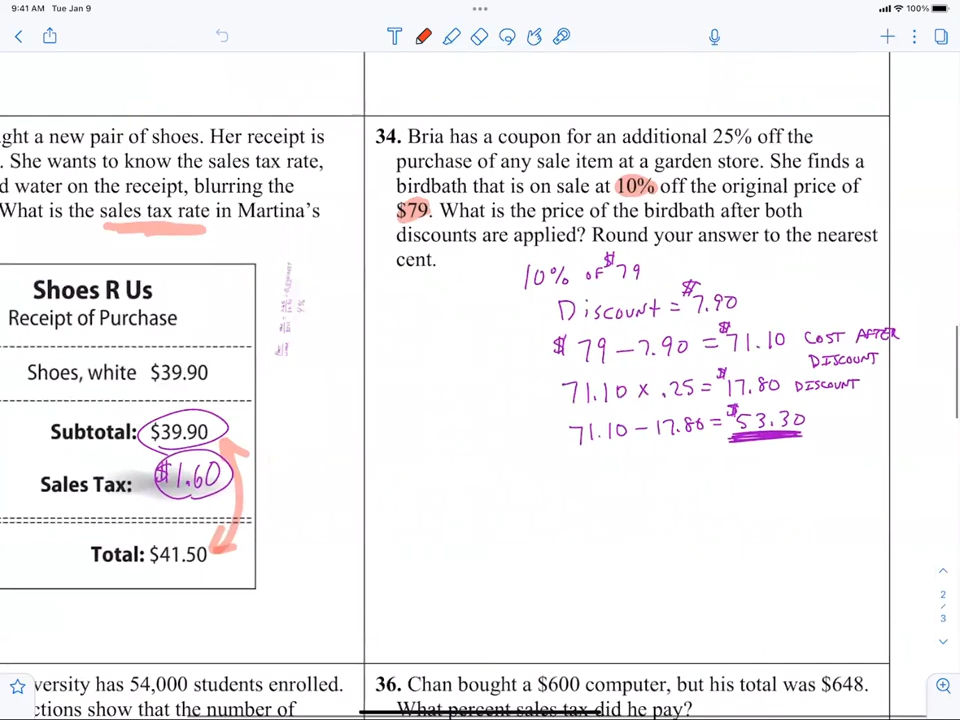 9:41 AM Tue Jan 9
100%
ght a new pair of shoes. Her receipt is
. She wants to know the sales tax rate,
d water on the receipt, blurring the
What is the sales tax rate in Martina's
Shoes R Us
Receipt of Purchase
Shoes, white $39.90
Subtotal: $39.90
Sales Tax: $1.60
Total: $41.50
34. Bria has a coupon for an additional 25% off the
purchase of any sale item at a garden store. She finds a
birdbath that is on sale at 10% off the original price of
$79. What is the price of the birdbath after both
discounts are applied? Round your answer to the nearest
cent.
10% OF $79
Discount = $7.90
$79 - 7.90 = $71.10 COST AFTER
DISCOUNT
71.10 x .25 = $17.80 DISCOUNT
71.10 - 17.80 = $53.30
2
/
3
versity has 54,000 students enrolled.
ctions show that the number of
36. Chan bought a $600 computer, but his total was $648.
What percent sales tax did he pay?